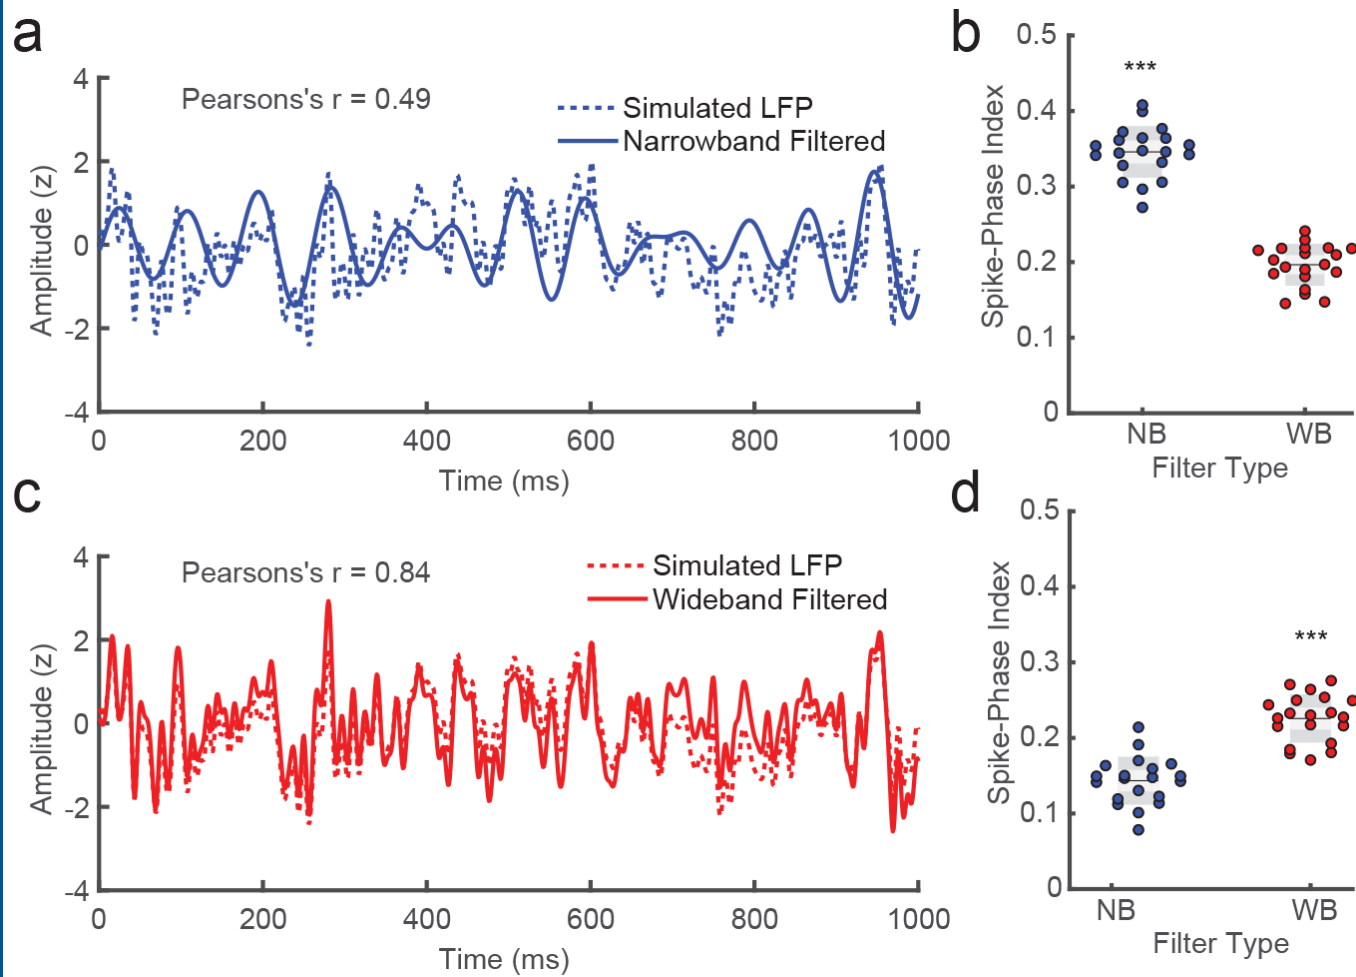 a
Pearsons's r = 0.49
Simulated LFP
Narrowband Filtered
Amplitude (z)
4
2
0
-2
-4
0 200 400 600 800 1000
Time (ms)
b
Spike-Phase Index
0.5
0.4
0.3
0.2
0.1
0
***
NB WB
Filter Type
c
Pearsons's r = 0.84
Simulated LFP
Wideband Filtered
Amplitude (z)
4
2
0
-2
-4
0 200 400 600 800 1000
Time (ms)
d
Spike-Phase Index
0.5
0.4
0.3
0.2
0.1
0
***
NB WB
Filter Type